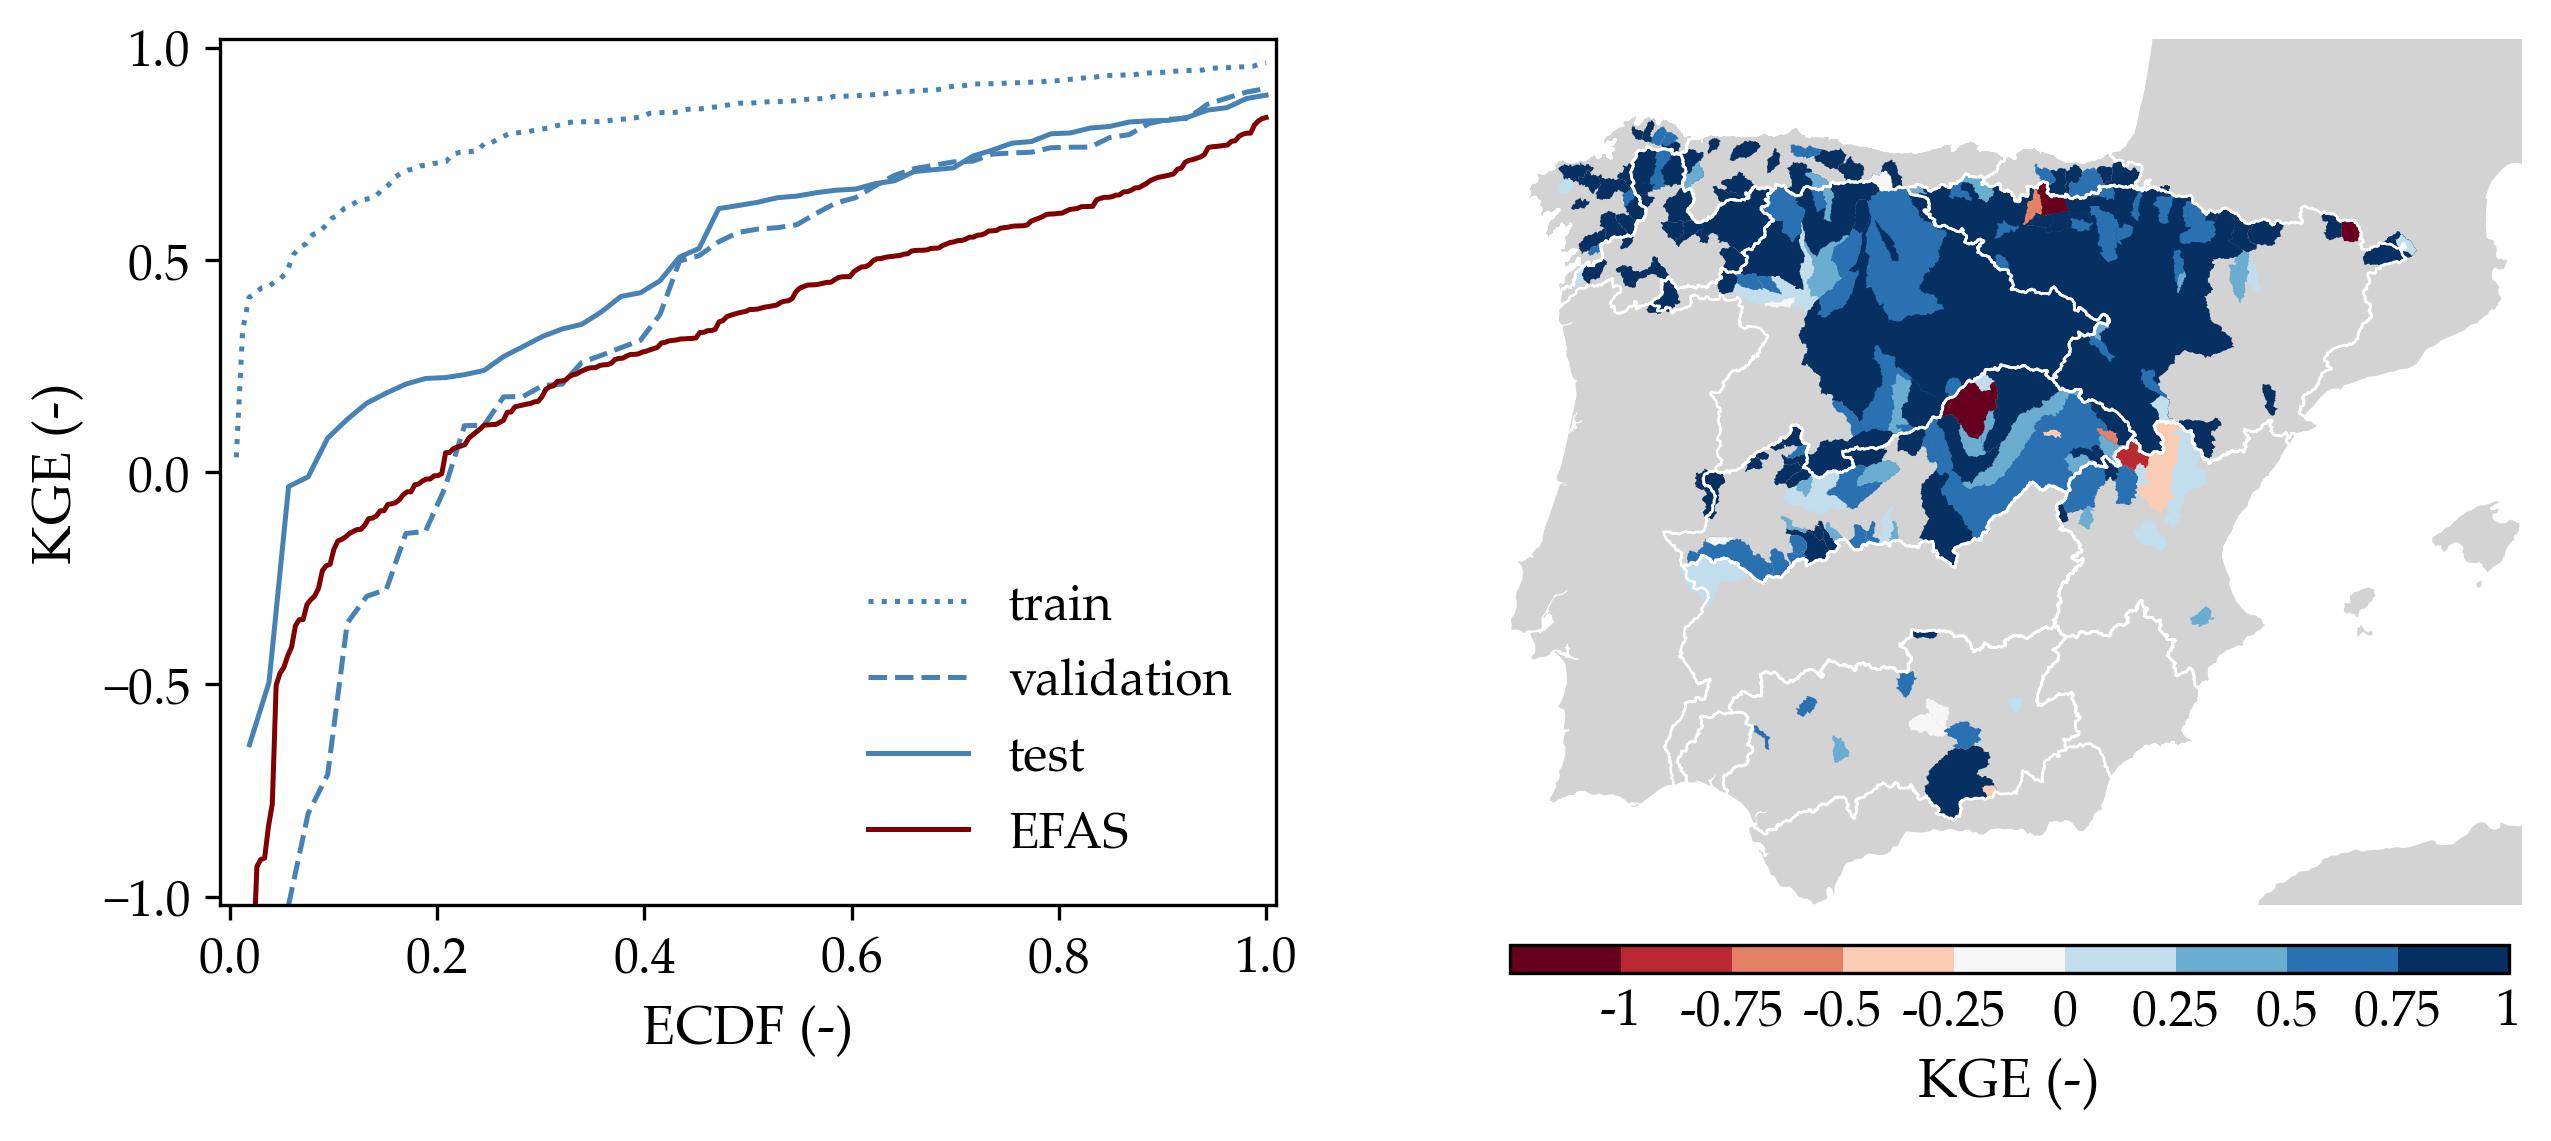 1.0
0.5
0.0
−0.5
−1.0
KGE (-)
train
validation
test
EFAS
0.0 0.2 0.4 0.6 0.8 1.0
ECDF (-)
-1 -0.75 -0.5 -0.25 0 0.25 0.5 0.75 1
KGE (-)